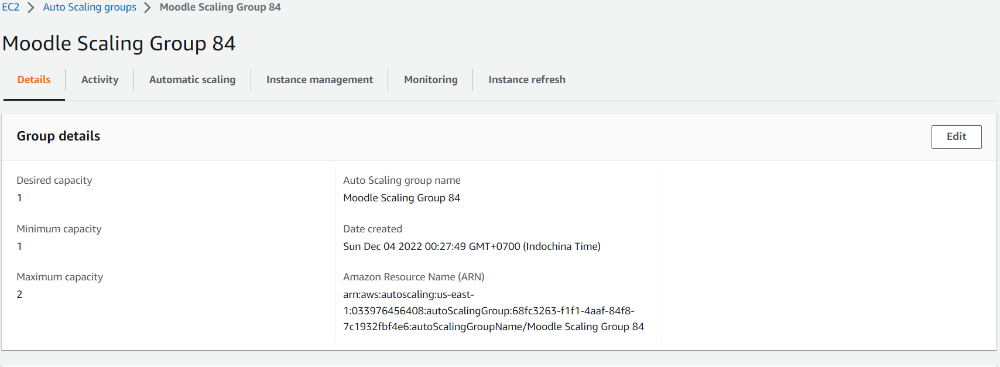 EC2 > Auto Scaling groups > Moodle Scaling Group 84
Moodle Scaling Group 84
Details
Activity
Automatic scaling
Instance management
Monitoring
Instance refresh
Group details
Edit
Desired capacity
1
Minimum capacity
1
Maximum capacity
2
Auto Scaling group name
Moodle Scaling Group 84
Date created
Sun Dec 04 2022 00:27:49 GMT+0700 (Indochina Time)
Amazon Resource Name (ARN)
arn:aws:autoscaling:us-east-
1:033976456408:autoScalingGroup:68fc3263-f1f1-4aaf-84f8-
7c1932fbf4e6:autoScalingGroupName/Moodle Scaling Group 84